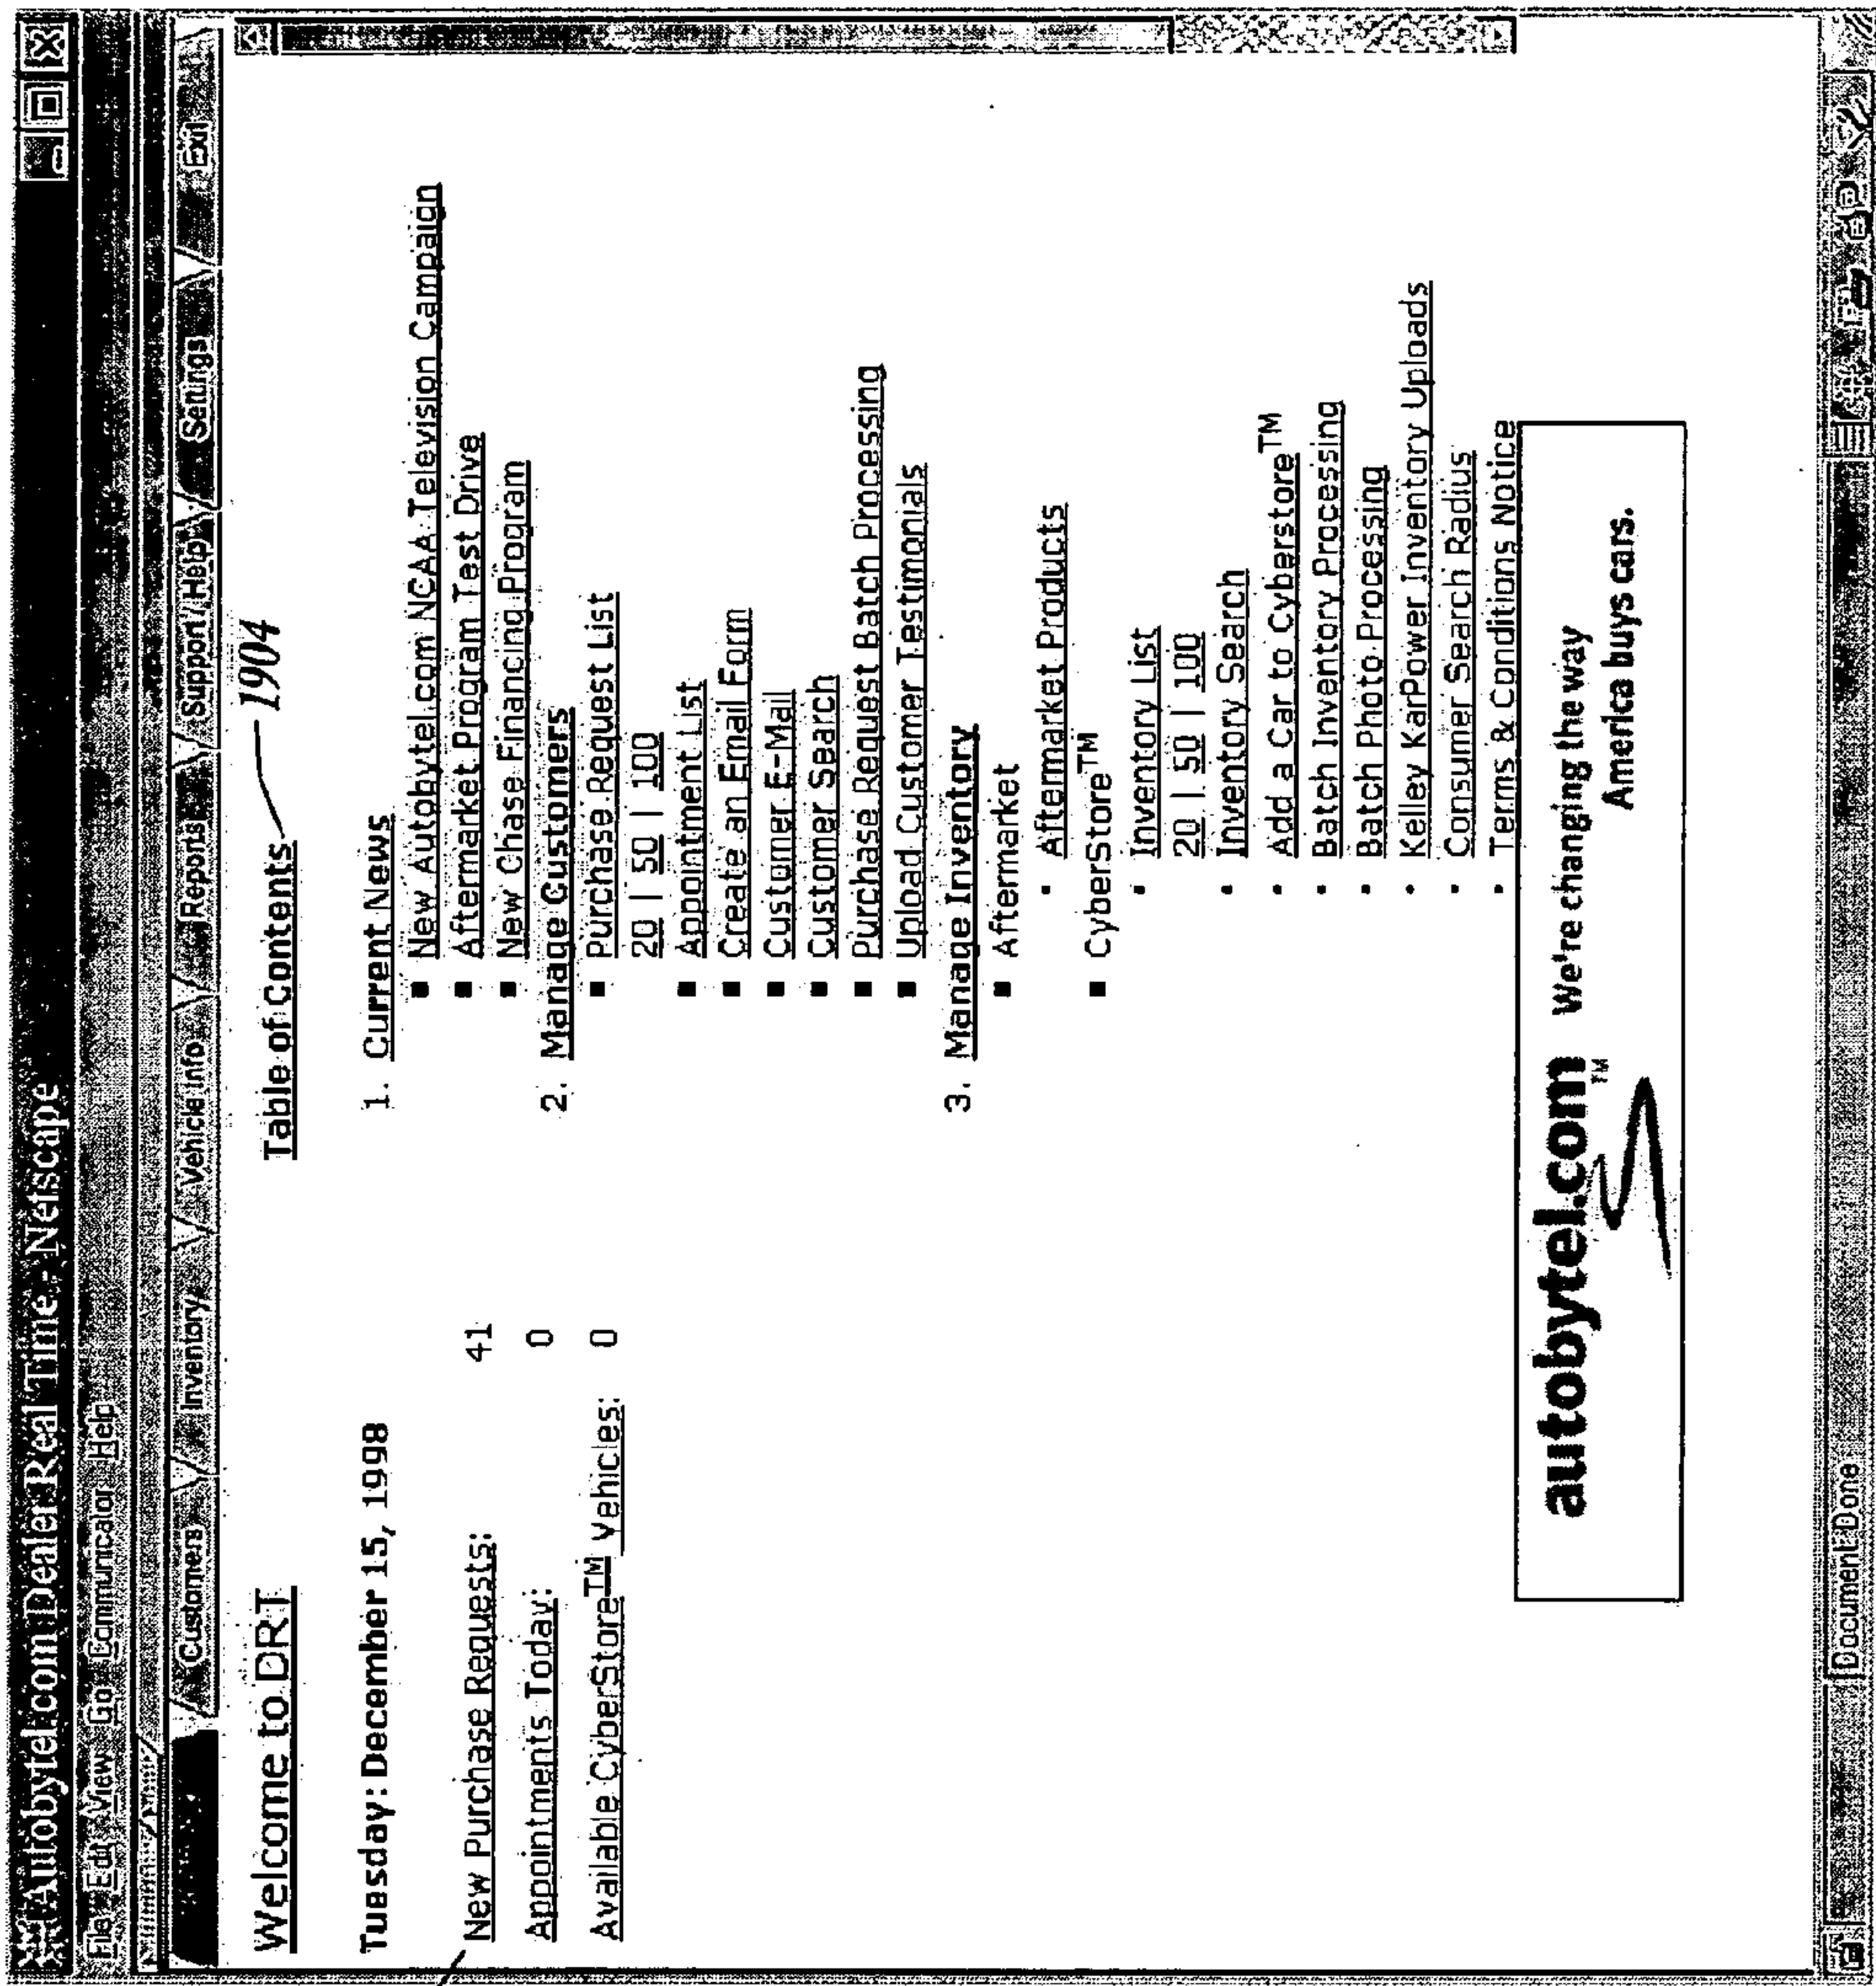 Autobytel.com Dealer Real Time - Netscape
File Edit View Go Communicator Help
Customers Inventory Vehicle Info Reports Support / Help Settings Exit
Welcome to DRT
Tuesday: December 15, 1998
New Purchase Requests: 41
Appointments Today: 0
Available CyberStore™ Vehicles: 0
Table of Contents 1904
1. Current News
New Autobytel.com NCAA Television Campaign
Aftermarket Program Test Drive
New Chase Financing Program
2. Manage Customers
Purchase Request List
20 | 50 | 100
Appointment List
Create an Email Form
Customer E-Mail
Customer Search
Purchase Request Batch Processing
Upload Customer Testimonials
3. Manage Inventory
Aftermarket
Aftermarket Products
CyberStore™
Inventory List
20 | 50 | 100
Inventory Search
Add a Car to Cyberstore™
Batch Inventory Processing
Batch Photo Processing
Kelley KarPower Inventory Uploads
Consumer Search Radius
Terms & Conditions Notice
autobytel.com™ We're changing the way
America buys cars.
Document Done